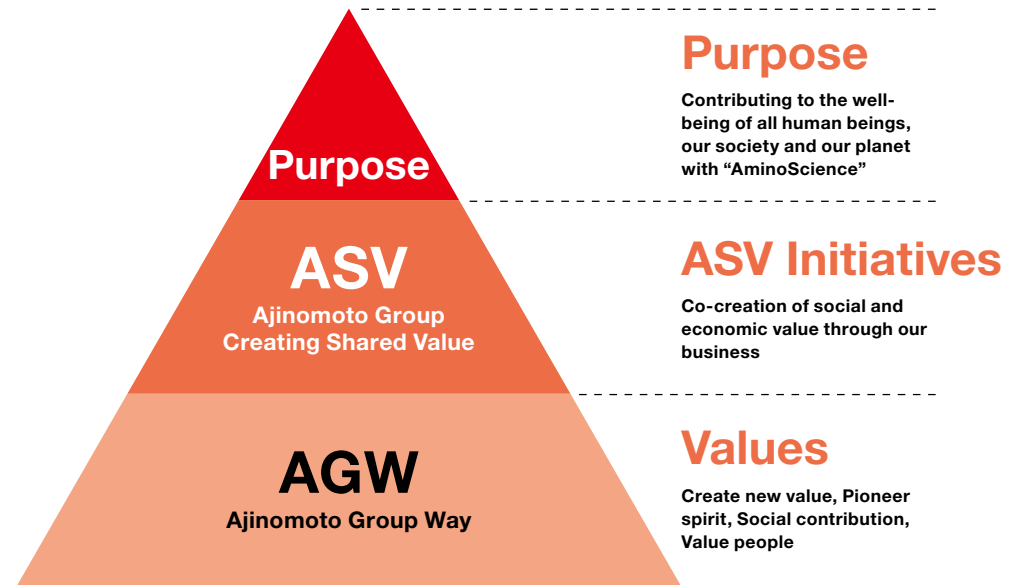 Purpose
Purpose
Contributing to the well-
being of all human beings,
our society and our planet
with “AminoScience”
ASV
Ajinomoto Group
Creating Shared Value
ASV Initiatives
Co-creation of social and
economic value through our
business
AGW
Ajinomoto Group Way
Values
Create new value, Pioneer
spirit, Social contribution,
Value people